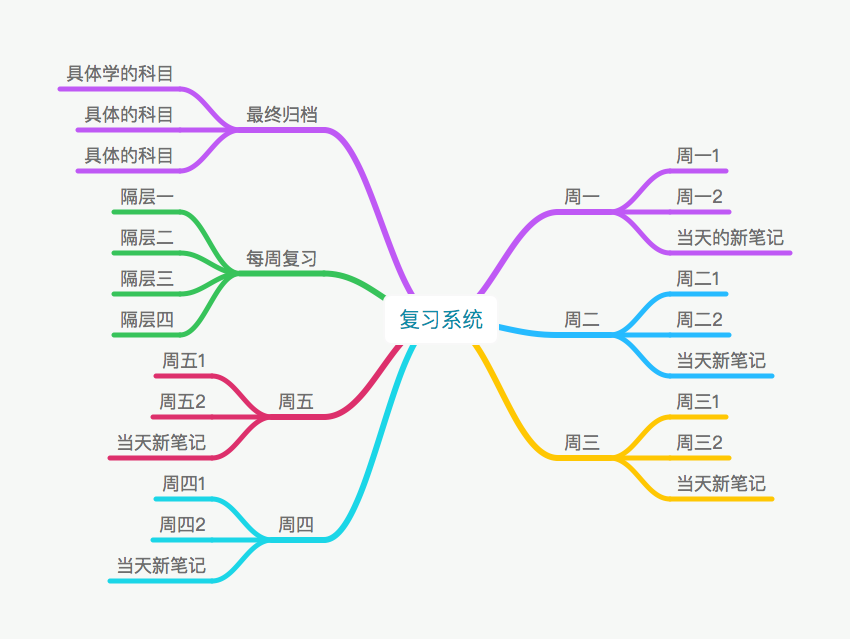 复习系统
周一
周一1
周一2
当天的新笔记
周二
周二1
周二2
当天新笔记
周三
周三1
周三2
当天新笔记
周四
周四1
周四2
当天新笔记
周五
周五1
周五2
当天新笔记
每周复习
隔层一
隔层二
隔层三
隔层四
最终归档
具体学的科目
具体的科目
具体的科目